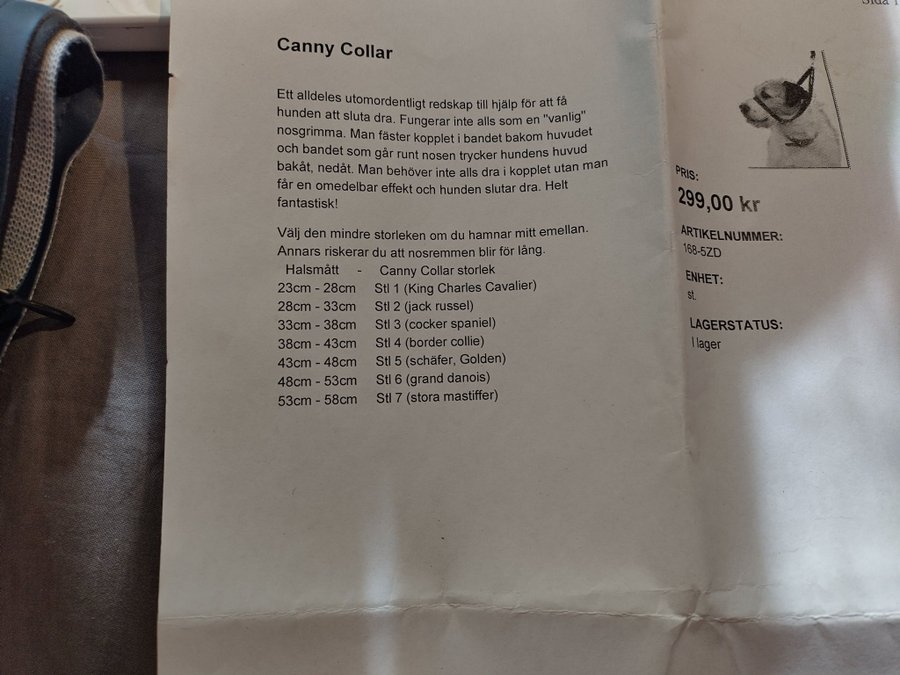 Sida 1
Canny Collar
Ett alldeles utomordentligt redskap till hjälp för att få
hunden att sluta dra. Fungerar inte alls som en "vanlig"
nosgrimma. Man fäster kopplet i bandet bakom huvudet
och bandet som går runt nosen trycker hundens huvud
bakåt, nedåt. Man behöver inte alls dra i kopplet utan man
får en omedelbar effekt och hunden slutar dra. Helt
fantastisk!
Välj den mindre storleken om du hamnar mitt emellan.
Annars riskerar du att nosremmen blir för lång.
Halsmått - Canny Collar storlek
23cm - 28cm Stl 1 (King Charles Cavalier)
28cm - 33cm Stl 2 (jack russel)
33cm - 38cm Stl 3 (cocker spaniel)
38cm - 43cm Stl 4 (border collie)
43cm - 48cm Stl 5 (schäfer, Golden)
48cm - 53cm Stl 6 (grand danois)
53cm - 58cm Stl 7 (stora mastiffer)
PRIS:
299,00 kr
ARTIKELNUMMER:
168-5ZD
ENHET:
st.
LAGERSTATUS:
I lager